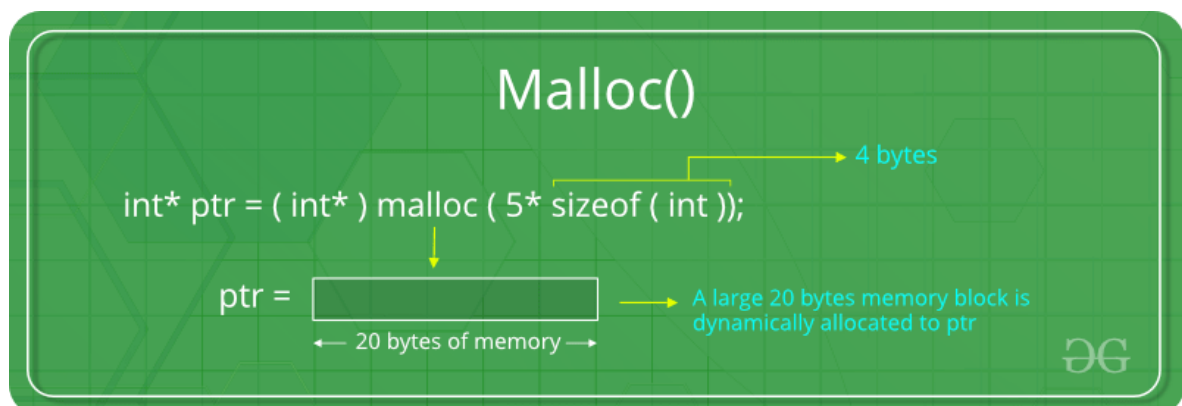 Malloc()
4 bytes
int* ptr = ( int* ) malloc ( 5* sizeof ( int ));
ptr =
A large 20 bytes memory block is
dynamically allocated to ptr
20 bytes of memory
GG